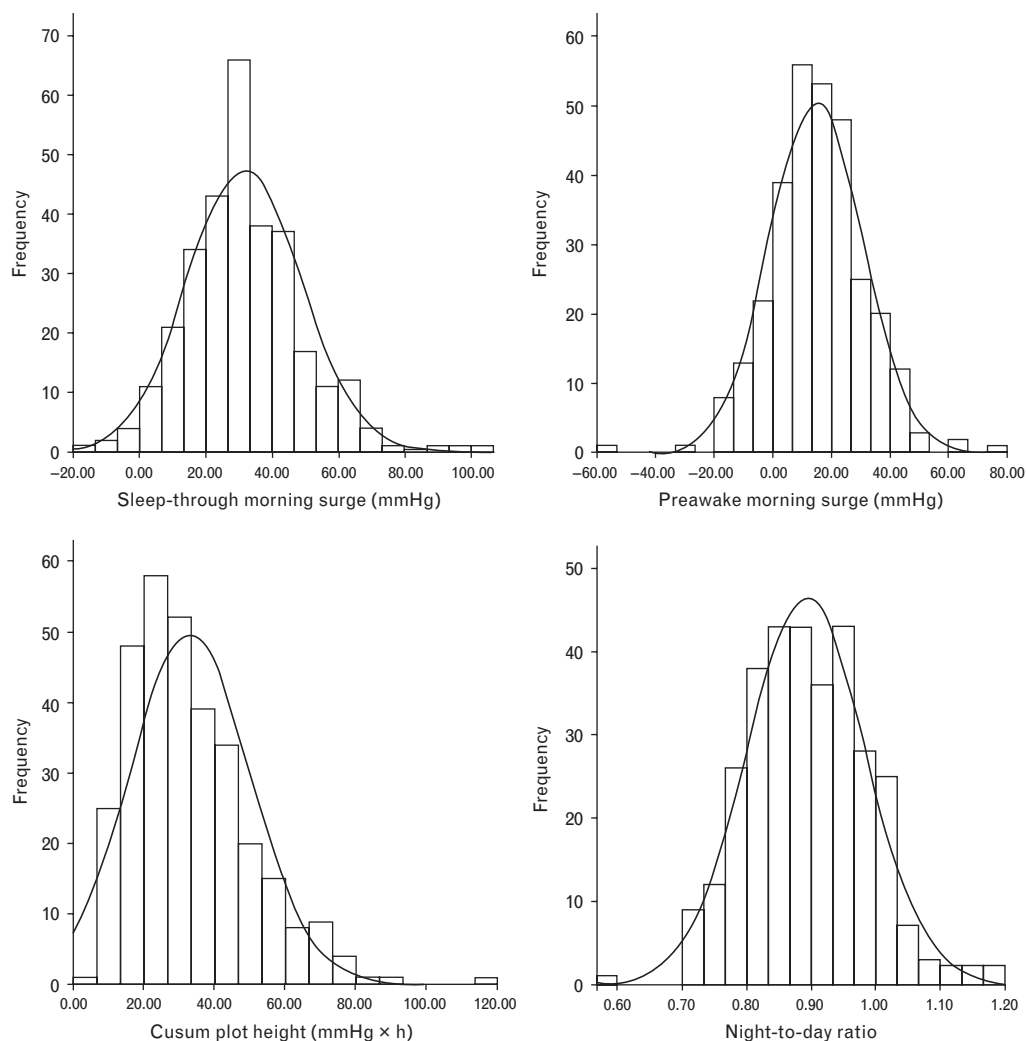 70
60
50
40
30
20
10
0
Frequency
−20.00 0.00 20.00 40.00 60.00 80.00 100.00
Sleep-through morning surge (mmHg)
60
50
40
30
20
10
0
Frequency
−60.00 −40.00 −20.00 0.00 20.00 40.00 60.00 80.00
Preawake morning surge (mmHg)
60
50
40
30
20
10
0
Frequency
0.00 20.00 40.00 60.00 80.00 100.00 120.00
Cusum plot height (mmHg × h)
50
40
30
20
10
0
Frequency
0.60 0.70 0.80 0.90 1.00 1.10 1.20
Night-to-day ratio